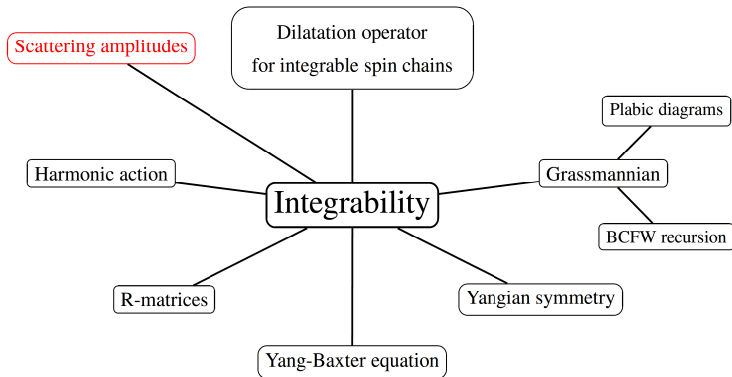 Dilatation operator
for integrable spin chains
Scattering amplitudes
Plabic diagrams
Harmonic action
Grassmannian
Integrability
BCFW recursion
R-matrices
Yangian symmetry
Yang-Baxter equation